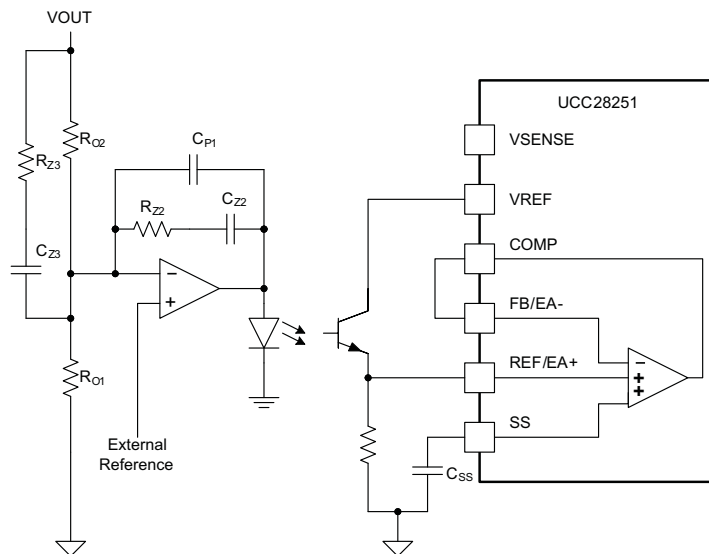 VOUT
UCC28251
RO2
CP1
VSENSE
RZ3
CZ2
RZ2
VREF
COMP
CZ3
−
+
FB/EA-
REF/EA+
−
+
+
RO1
SS
External
Reference
CSS